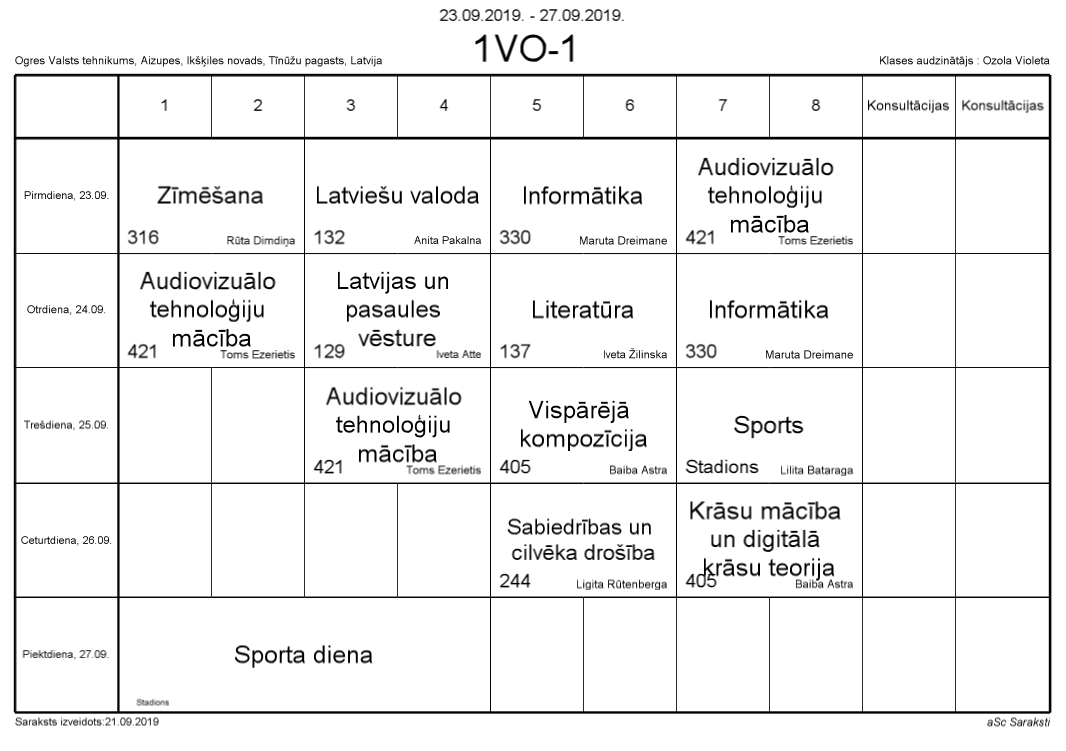 23.09.2019. - 27.09.2019.
1VO-1
Ogres Valsts tehnikums, Aizupes, Ikšķiles novads, Tīnūžu pagasts, Latvija
Klases audzinātājs : Ozola Violeta
1 2 3 4 5 6 7 8 Konsultācijas Konsultācijas
Pirmdiena, 23.09.
Zīmēšana
316 Rūta Dimdiņa
Latviešu valoda
132 Anita Pakalna
Informātika
330 Maruta Dreimane
Audiovizuālo
tehnoloģiju
mācība
421 Toms Ezerietis
Otrdiena, 24.09.
Audiovizuālo
tehnoloģiju
mācība
421 Toms Ezerietis
Latvijas un
pasaules
vēsture
129 Iveta Atte
Literatūra
137 Iveta Žilinska
Informātika
330 Maruta Dreimane
Trešdiena, 25.09.
Audiovizuālo
tehnoloģiju
mācība
421 Toms Ezerietis
Vispārējā
kompozīcija
405 Baiba Astra
Sports
Stadions Lilita Bataraga
Ceturtdiena, 26.09.
Sabiedrības un
cilvēka drošība
244 Ligita Rūtenberga
Krāsu mācība
un digitālā
krāsu teorija
405 Baiba Astra
Piektdiena, 27.09.
Sporta diena
Stadions
Saraksts izveidots:21.09.2019
aSc Saraksti